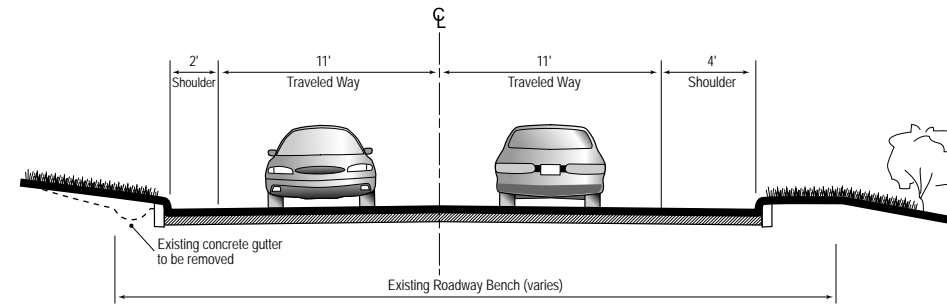 ℄
2'
11'
11'
4'
Shoulder
Traveled Way
Traveled Way
Shoulder
Existing concrete gutter
to be removed
Existing Roadway Bench (varies)